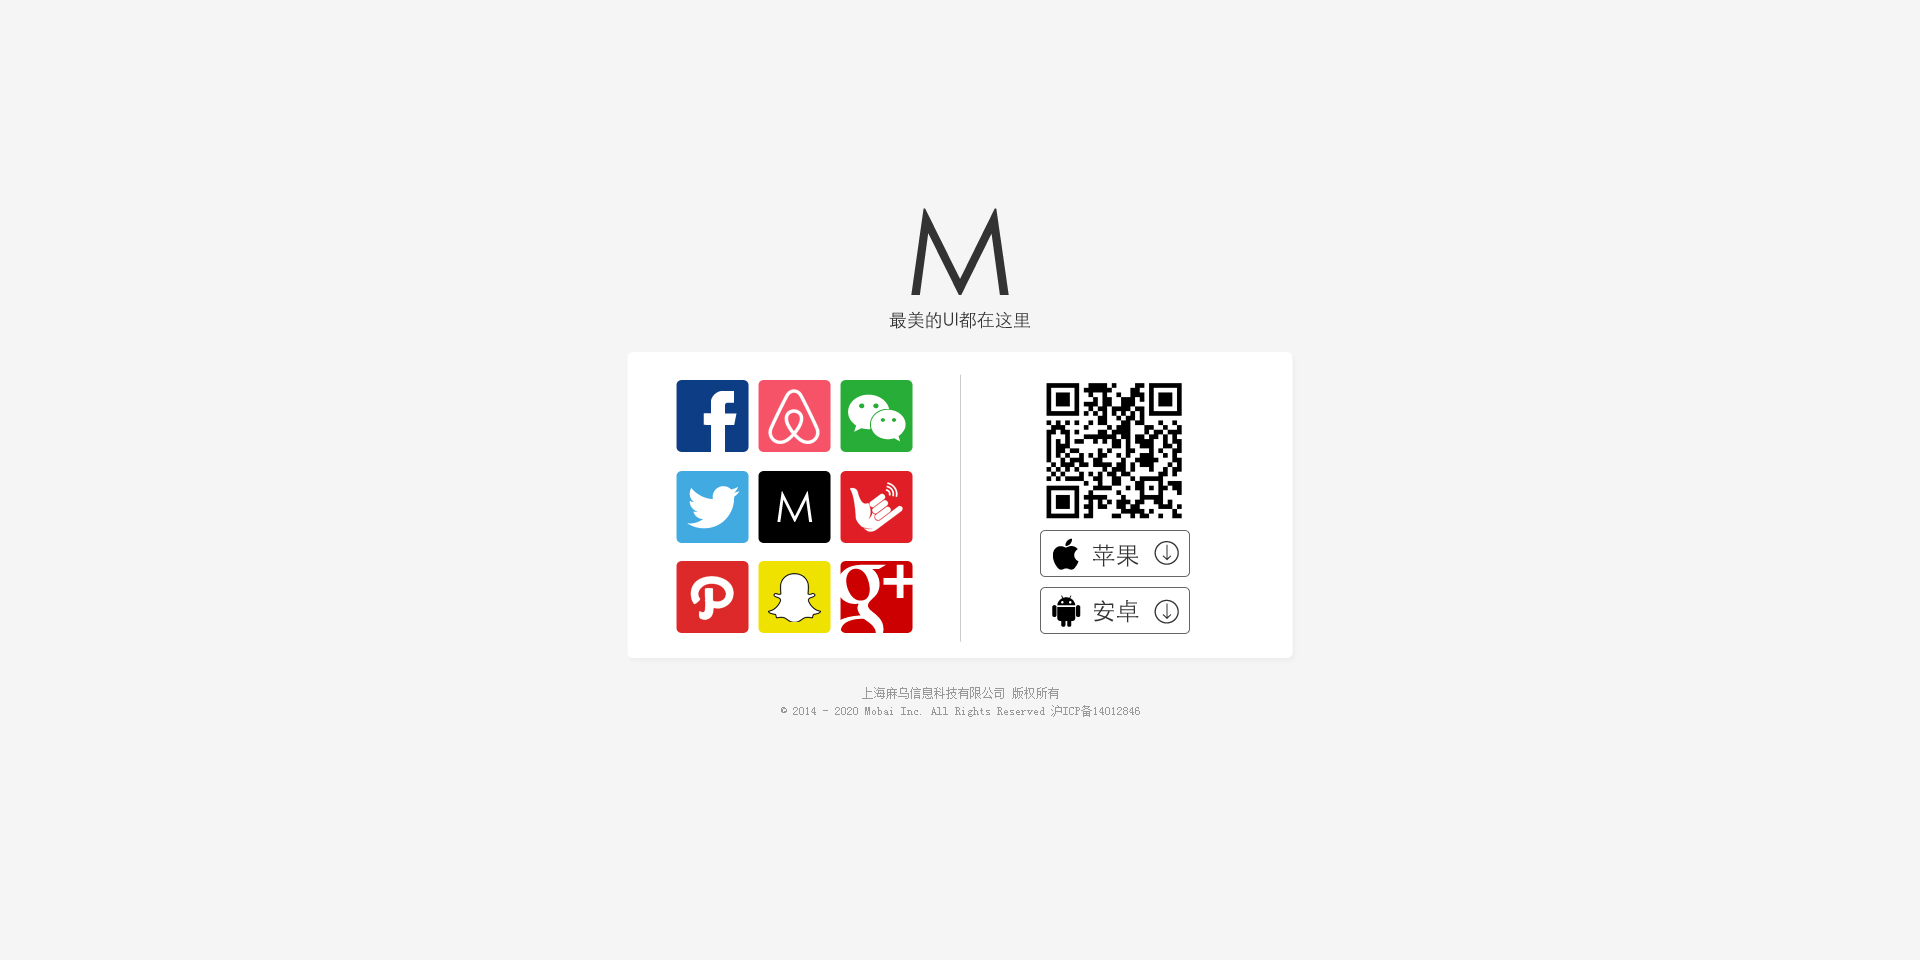 M
最美的UI都在这里
M
g+
苹果
安卓
上海麻乌信息科技有限公司 版权所有
© 2014 - 2020 Mobai Inc. All Rights Reserved 沪ICP备14012846